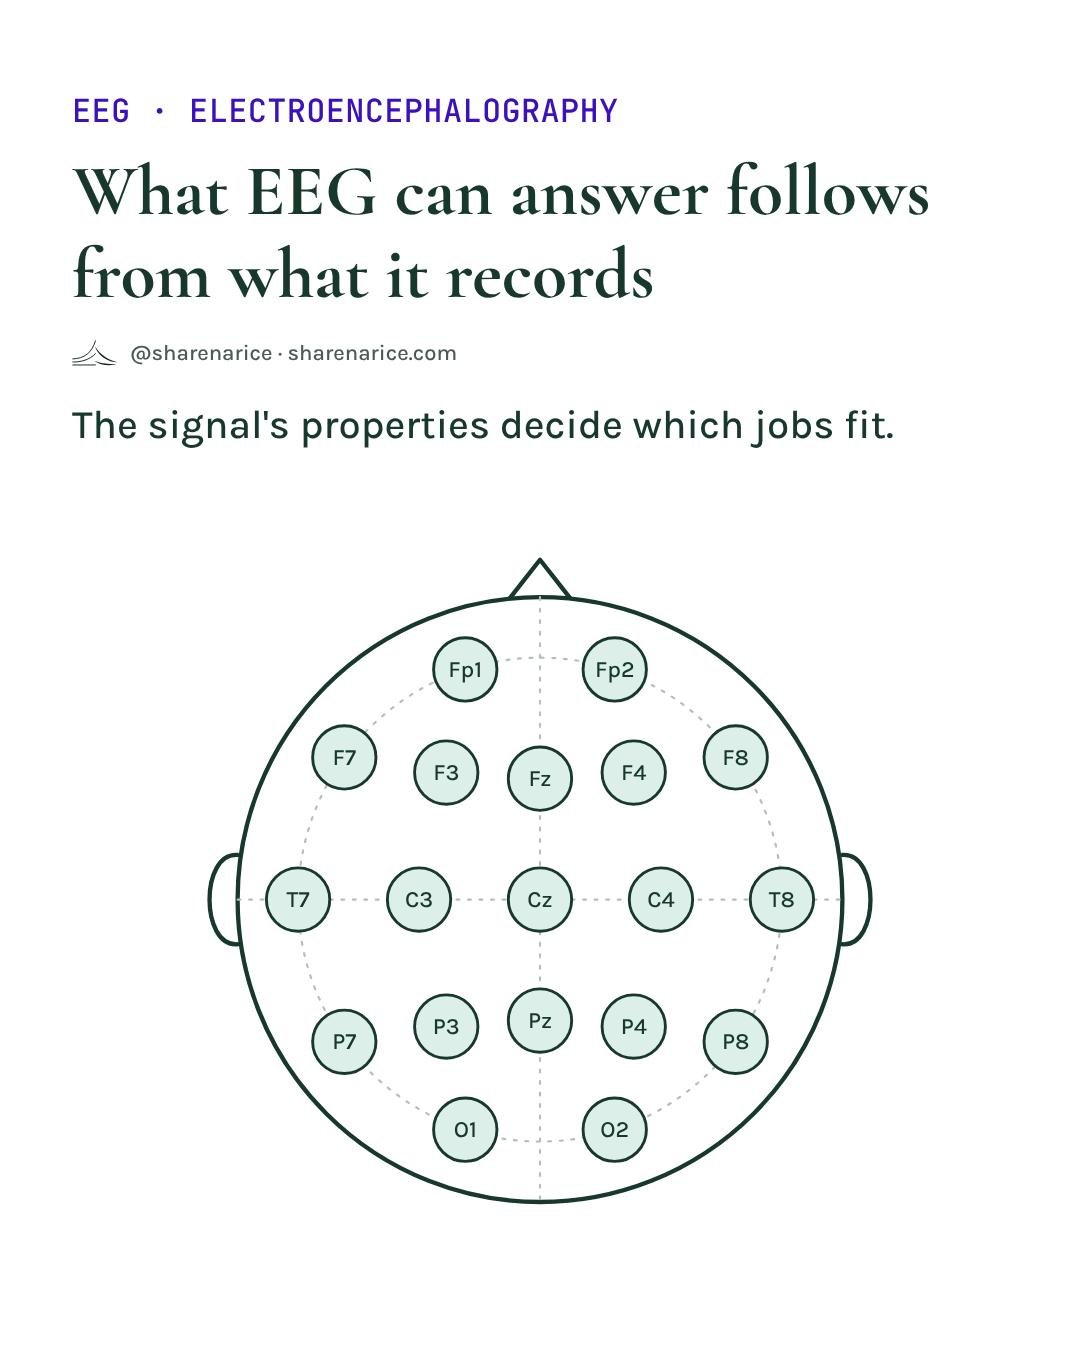 EEG · ELECTROENCEPHALOGRAPHY
What EEG can answer follows
from what it records
@sharenarice · sharenarice.com
The signal's properties decide which jobs fit.
Fp1 Fp2
F7 F3 Fz F4 F8
T7 C3 Cz C4 T8
P7 P3 Pz P4 P8
O1 O2